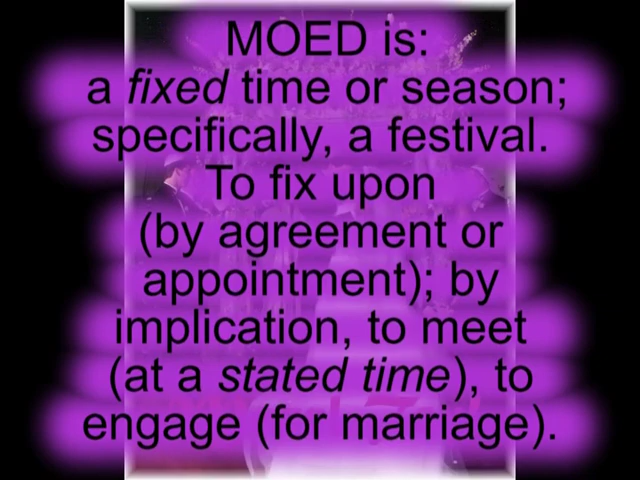 MOED is:
a fixed time or season;
specifically, a festival.
To fix upon
(by agreement or
appointment); by
implication, to meet
(at a stated time), to
engage (for marriage).